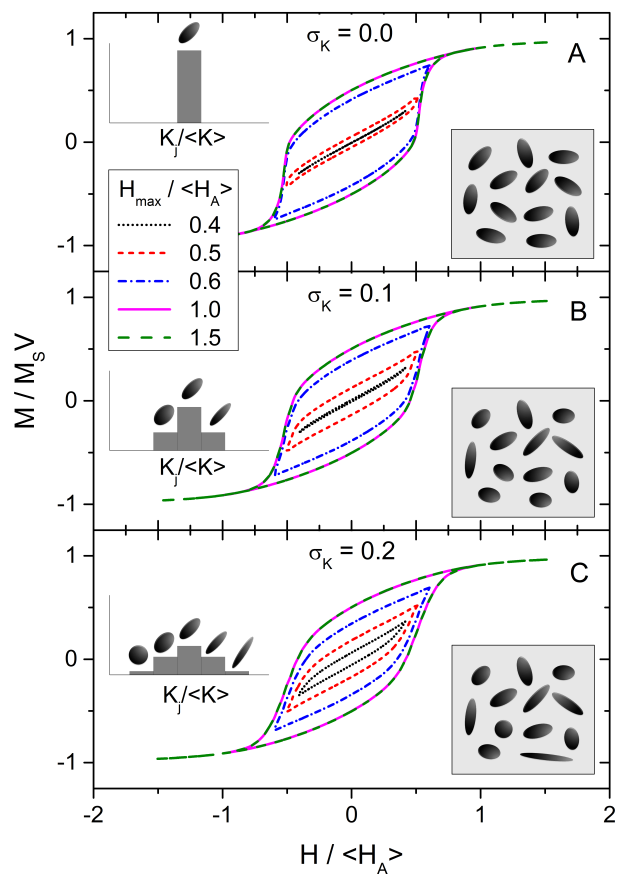 σK = 0.0
A
1
0
-1
Kj/<K>
Hmax / <HA>
0.4
0.5
0.6
1.0
1.5
σK = 0.1
B
1
0
-1
Kj/<K>
M / MSV
σK = 0.2
C
1
0
-1
Kj/<K>
-2 -1 0 1 2
H / <HA>